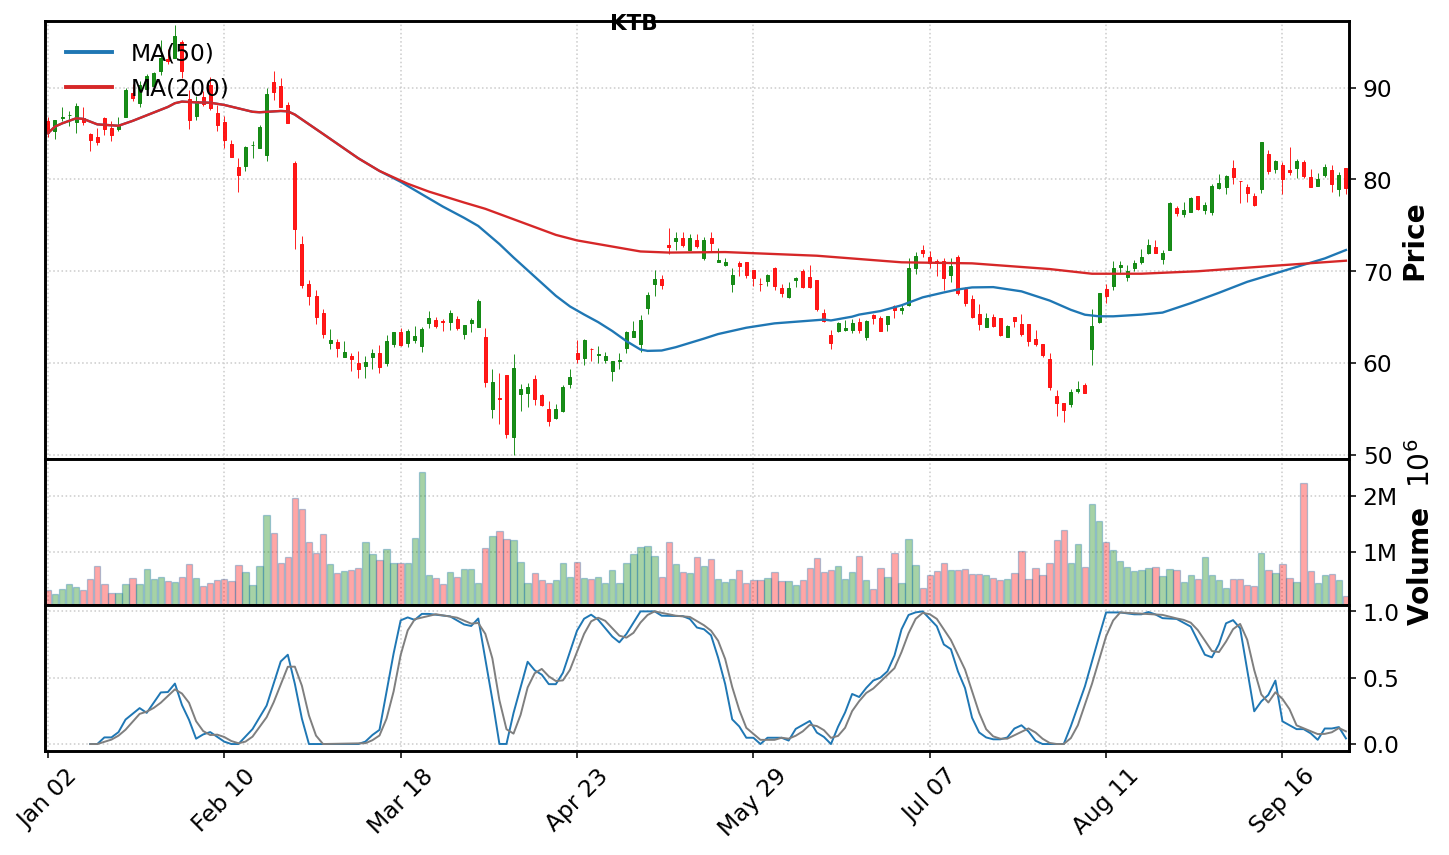 KTB
MA(50)
MA(200)
90
80
70
60
50
Price
2M
1M
Volume 10^6
1.0
0.5
0.0
Jan 02
Feb 10
Mar 18
Apr 23
May 29
Jul 07
Aug 11
Sep 16